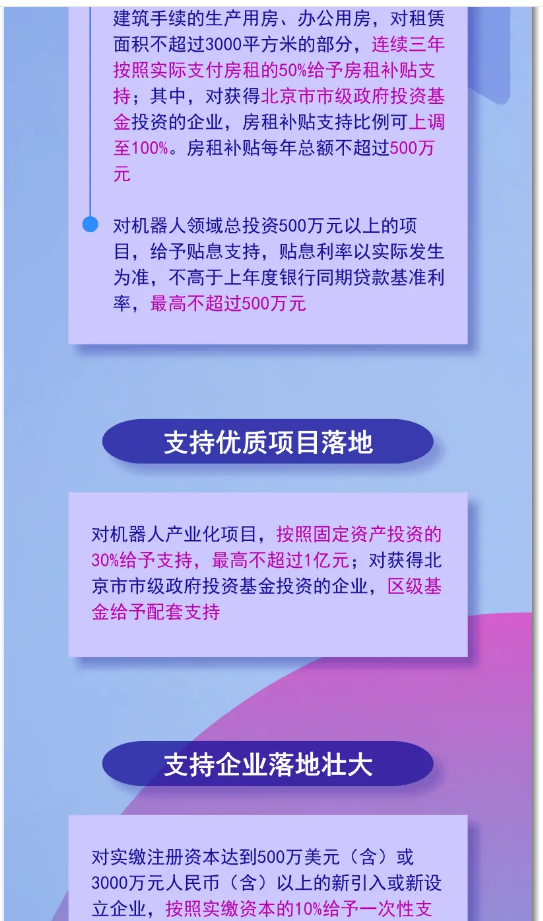 建筑手续的生产用房、办公用房，对租赁
面积不超过3000平方米的部分，连续三年
按照实际支付房租的50%给予房租补贴支
持；其中，对获得北京市市级政府投资基
金投资的企业，房租补贴支持比例可上调
至100%。房租补贴每年总额不超过500万
元
对机器人领域总投资500万元以上的项
目，给予贴息支持，贴息利率以实际发生
为准，不高于上年度银行同期贷款基准利
率，最高不超过500万元
支持优质项目落地
对机器人产业化项目，按照固定资产投资的
30%给予支持，最高不超过1亿元；对获得北
京市市级政府投资基金投资的企业，区级基
金给予配套支持
支持企业落地壮大
对实缴注册资本达到500万美元（含）或
3000万元人民币（含）以上的新引入或新设
立企业，按照实缴资本的10%给予一次性支